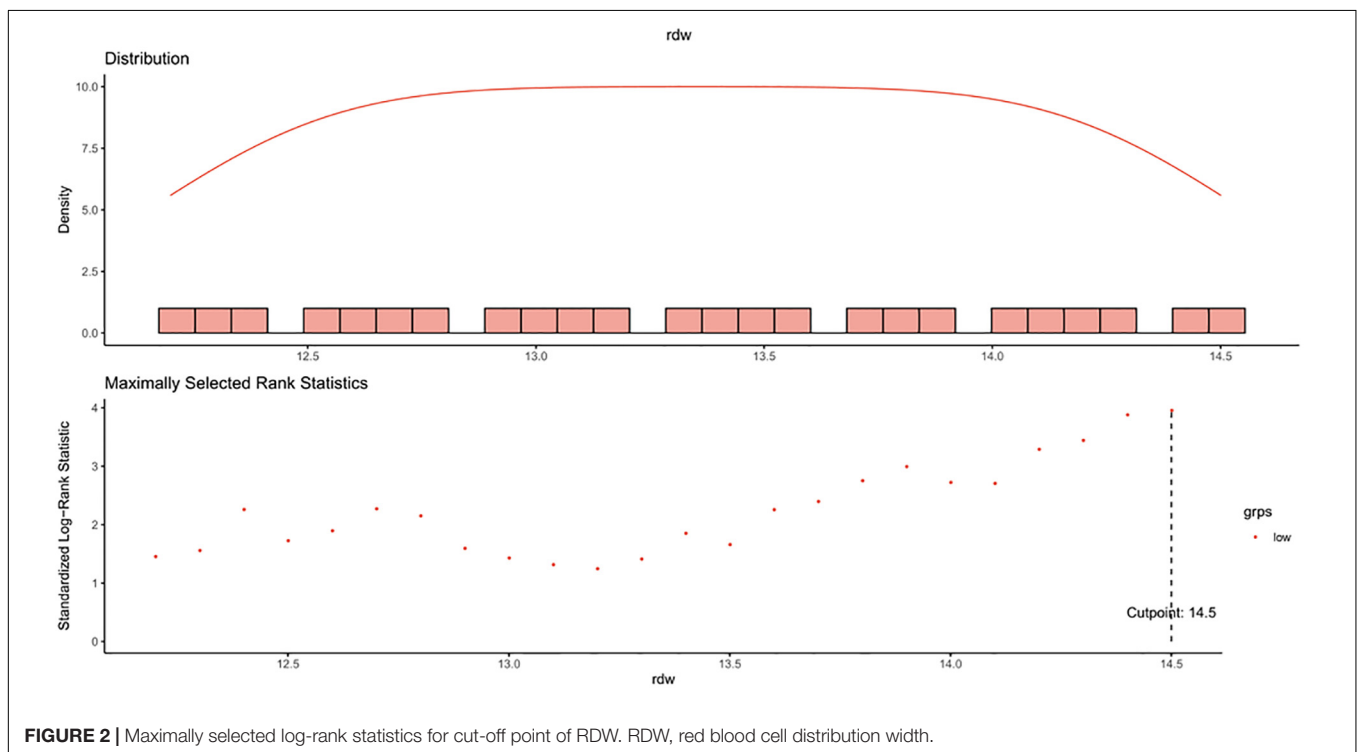 rdw
Distribution
10.0
7.5
5.0
2.5
0.0
Density
12.5 13.0 13.5 14.0 14.5
Maximally Selected Rank Statistics
4
3
2
1
0
Standardized Log-Rank Statistic
Cutpoint: 14.5
12.5 13.0 13.5 14.0 14.5
rdw
grps
low
FIGURE 2 | Maximally selected log-rank statistics for cut-off point of RDW. RDW, red blood cell distribution width.